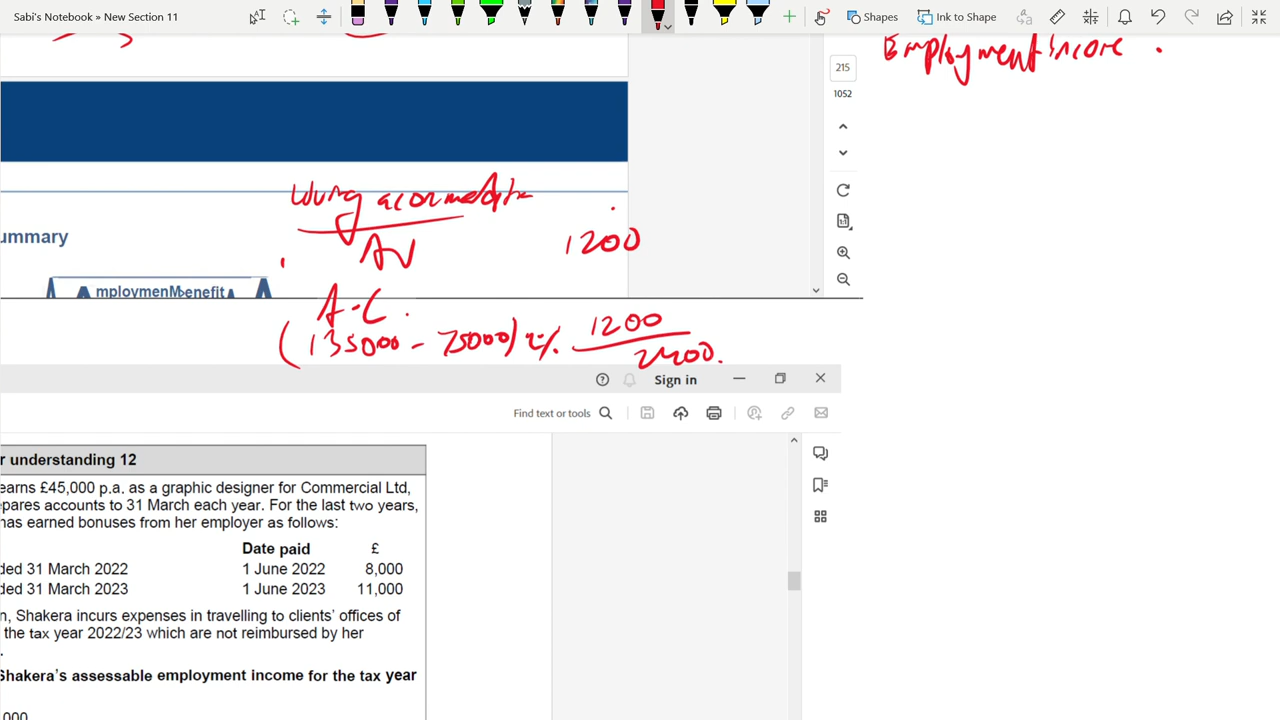 Sabi's Notebook » New Section 11
Shapes
Ink to Shape
Employment income
215
1052
ummary
AV
1200
mploymenM
enefit
A.C
(135000 - 75000) 2% 1200
2400.
Sign in
Find text or tools
r understanding 12
earns £45,000 p.a. as a graphic designer for Commercial Ltd,
epares accounts to 31 March each year. For the last two years,
has earned bonuses from her employer as follows:
Date paid £
ded 31 March 2022 1 June 2022 8,000
ded 31 March 2023 1 June 2023 11,000
n, Shakera incurs expenses in travelling to clients' offices of
the tax year 2022/23 which are not reimbursed by her
.
Shakera's assessable employment income for the tax year
000